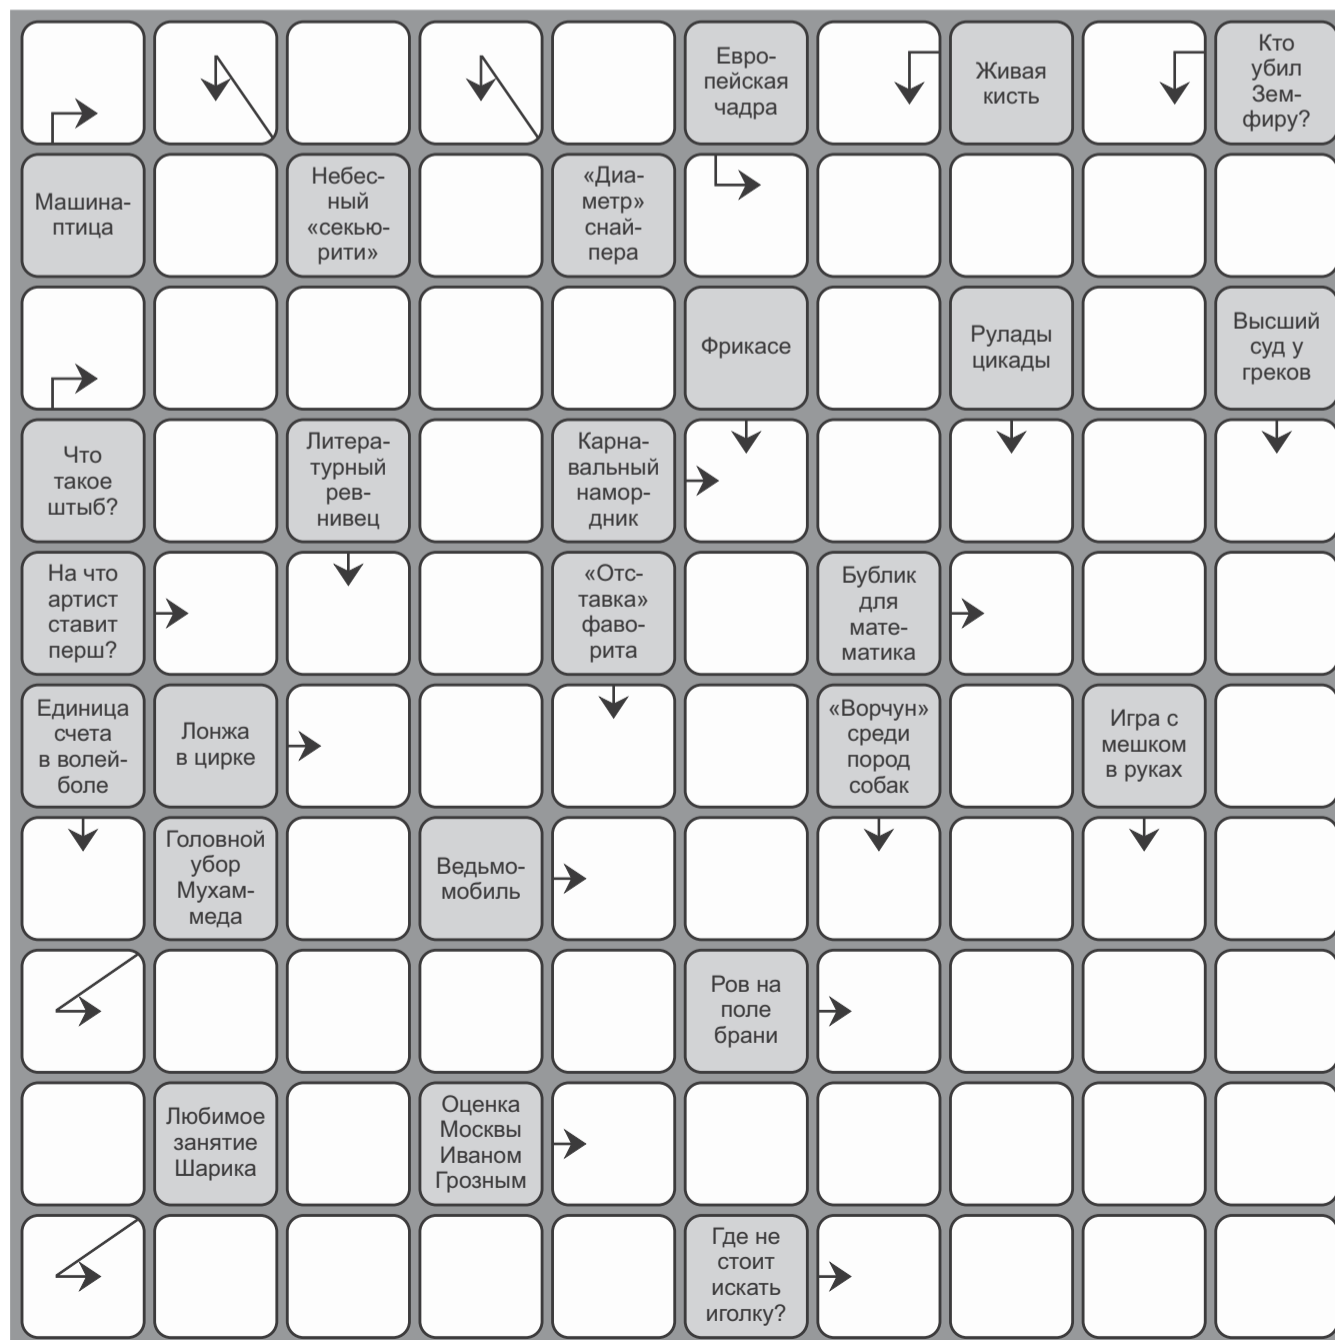 Евро-
пейская
чадра
Живая
кисть
Кто
убил
Зем-
фиру?
Машина-
птица
Небес-
ный
«секью-
рити»
«Диа-
метр»
снай-
пера
Фрикасе
Рулады
цикады
Высший
суд у
греков
Что
такое
штыб?
Литера-
турный
рев-
нивец
Карна-
вальный
намор-
дник
На что
артист
ставит
перш?
«Отс-
тавка»
фаво-
рита
Бублик
для
мате-
матика
Единица
счета
в волей-
боле
Лонжа
в цирке
«Ворчун»
среди
пород
собак
Игра с
мешком
в руках
Головной
убор
Мухам-
меда
Ведьмо-
мобиль
Ров на
поле
брани
Любимое
занятие
Шарика
Оценка
Москвы
Иваном
Грозным
Где не
стоит
искать
иголку?